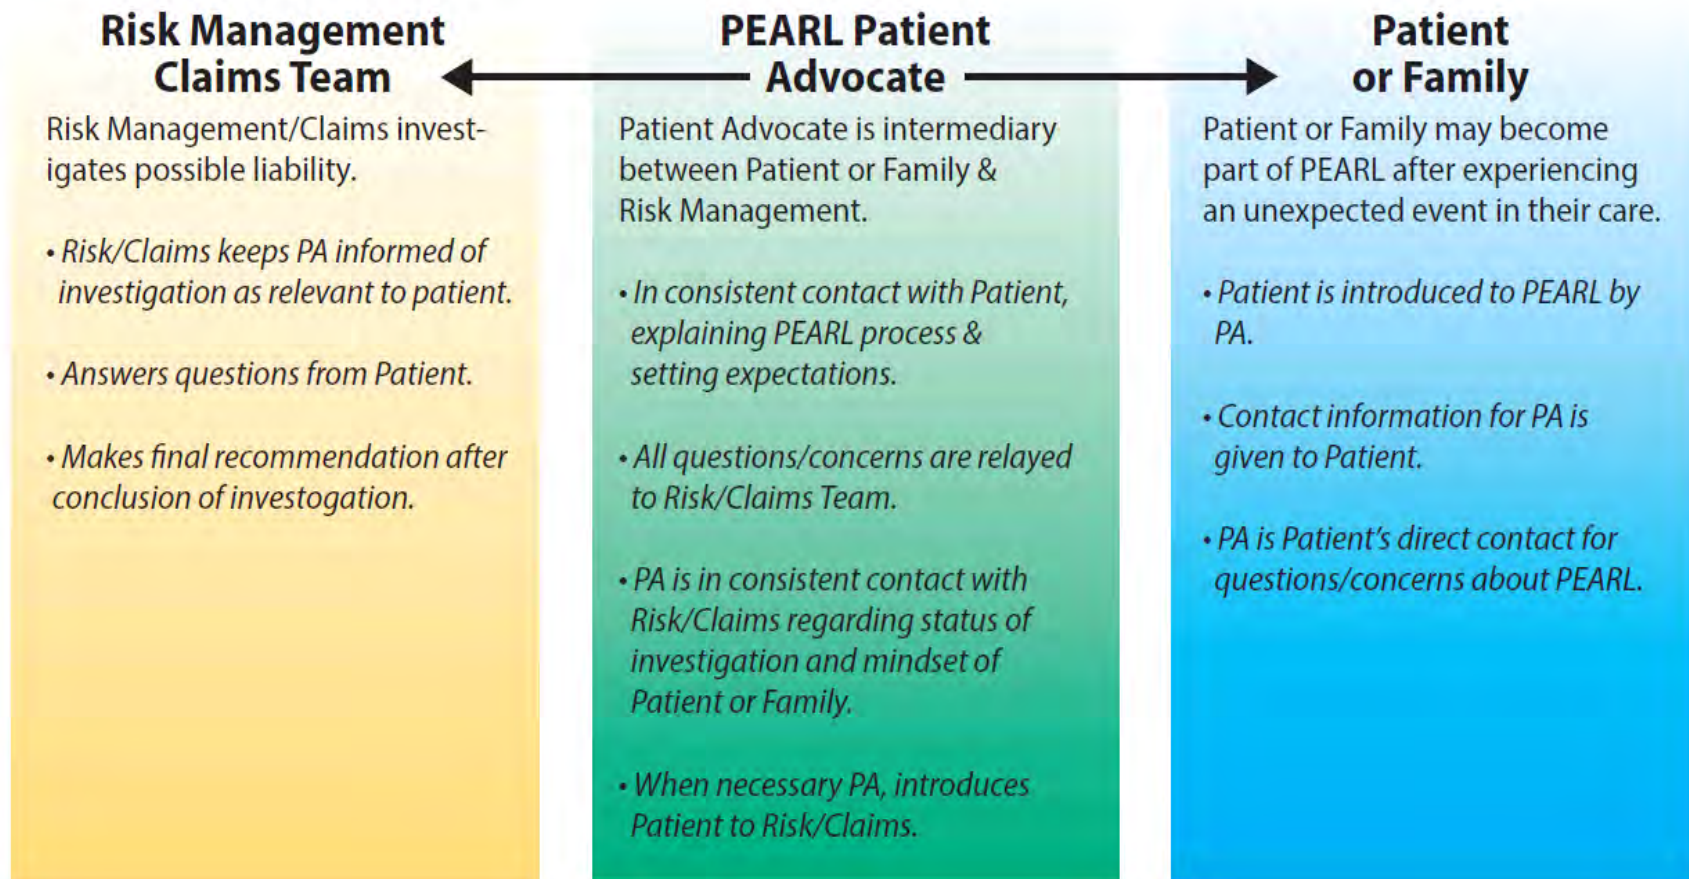 Risk Management
Claims Team
Risk Management/Claims invest-
igates possible liability.
• Risk/Claims keeps PA informed of
investigation as relevant to patient.
• Answers questions from Patient.
• Makes final recommendation after
conclusion of investogation.
PEARL Patient
Advocate
Patient Advocate is intermediary
between Patient or Family &
Risk Management.
• In consistent contact with Patient,
explaining PEARL process &
setting expectations.
• All questions/concerns are relayed
to Risk/Claims Team.
• PA is in consistent contact with
Risk/Claims regarding status of
investigation and mindset of
Patient or Family.
• When necessary PA, introduces
Patient to Risk/Claims.
Patient
or Family
Patient or Family may become
part of PEARL after experiencing
an unexpected event in their care.
• Patient is introduced to PEARL by
PA.
• Contact information for PA is
given to Patient.
• PA is Patient's direct contact for
questions/concerns about PEARL.